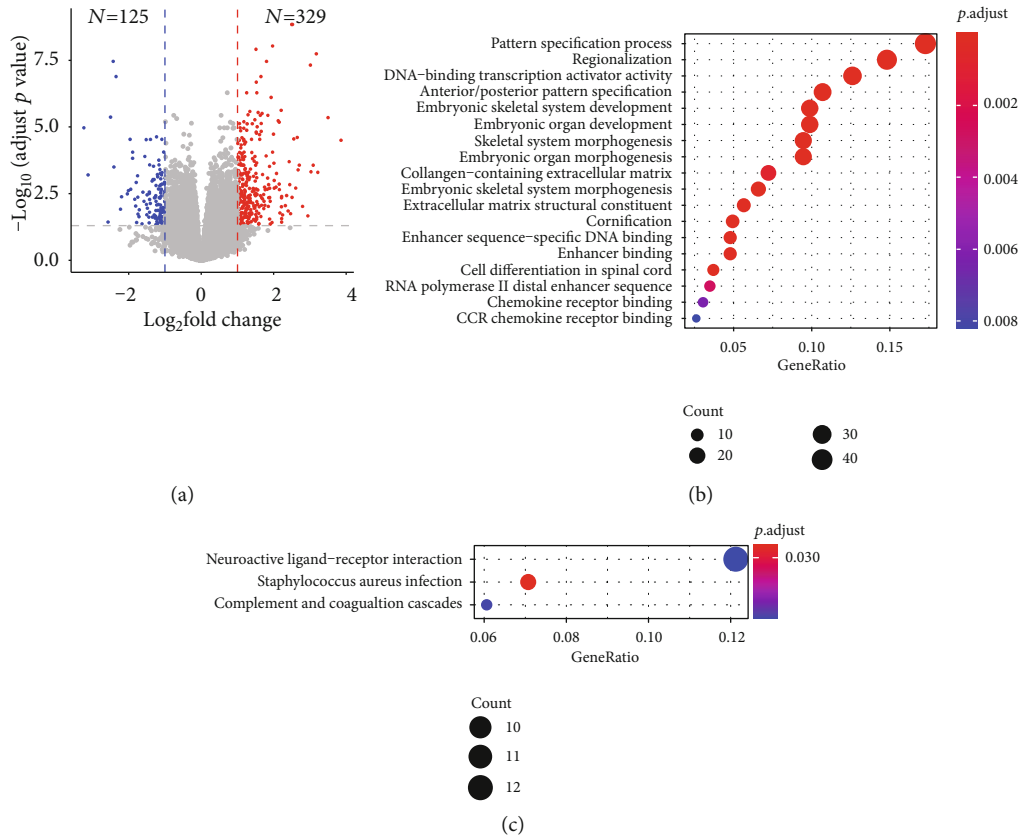 N=125
N=329
7.5
5.0
2.5
0.0
−Log10 (adjust p value)
−2
0
2
4
Log2fold change
(a)
Pattern specification process
Regionalization
DNA−binding transcription activator activity
Anterior/posterior pattern specification
Embryonic skeletal system development
Embryonic organ development
Skeletal system morphogenesis
Embryonic organ morphogenesis
Collagen−containing extracellular matrix
Embryonic skeletal system morphogenesis
Extracellular matrix structural constituent
Cornification
Enhancer sequence−specific DNA binding
Enhancer binding
Cell differentiation in spinal cord
RNA polymerase II distal enhancer sequence
Chemokine receptor binding
CCR chemokine receptor binding
0.05
0.10
0.15
GeneRatio
p.adjust
0.002
0.004
0.006
0.008
Count
10
20
30
40
(b)
Neuroactive ligand−receptor interaction
Staphylococcus aureus infection
Complement and coagualtion cascades
0.06
0.08
0.10
0.12
GeneRatio
p.adjust
0.030
Count
10
11
12
(c)